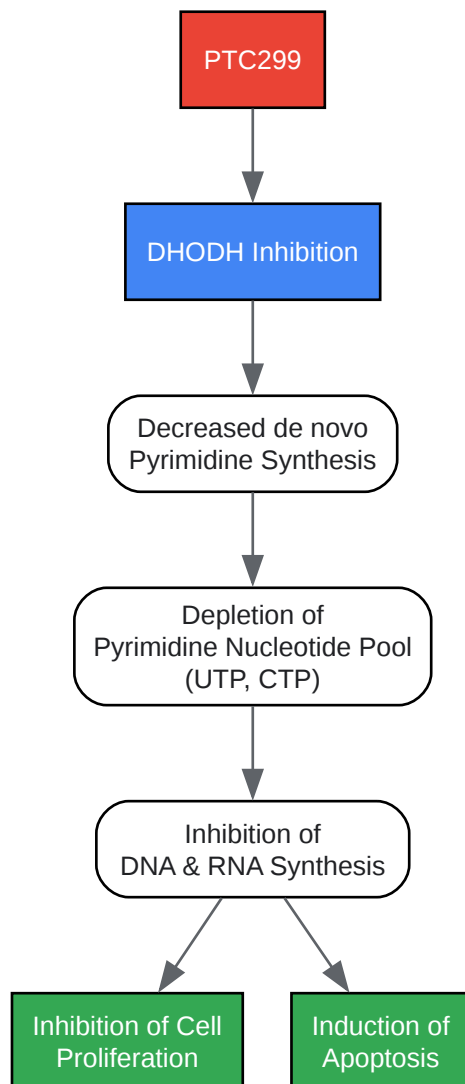 PTC299
DHODH Inhibition
Decreased de novo
Pyrimidine Synthesis
Depletion of
Pyrimidine Nucleotide Pool
(UTP, CTP)
Inhibition of
DNA & RNA Synthesis
Inhibition of Cell
Proliferation
Induction of
Apoptosis